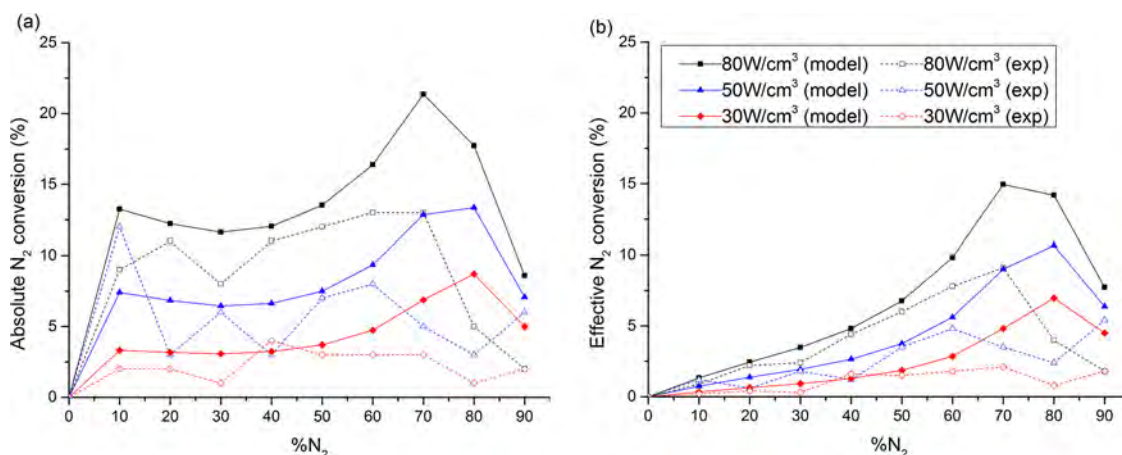 (a)
Absolute N₂ conversion (%)
25
20
15
10
5
0
0 10 20 30 40 50 60 70 80 90
%N₂
(b)
Effective N₂ conversion (%)
25
20
15
10
5
0
80W/cm³ (model) 80W/cm³ (exp)
50W/cm³ (model) 50W/cm³ (exp)
30W/cm³ (model) 30W/cm³ (exp)
0 10 20 30 40 50 60 70 80 90
%N₂